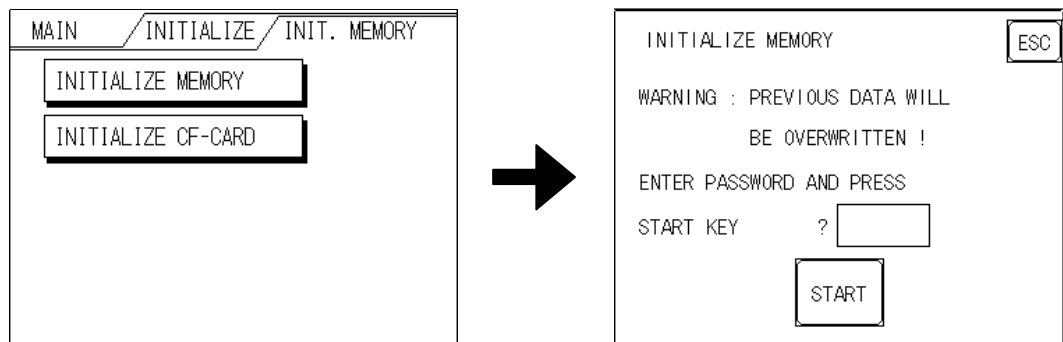 MAIN INITIALIZE INIT. MEMORY
INITIALIZE MEMORY
INITIALIZE CF-CARD
INITIALIZE MEMORY ESC
WARNING : PREVIOUS DATA WILL
BE OVERWRITTEN !
ENTER PASSWORD AND PRESS
START KEY ?
START